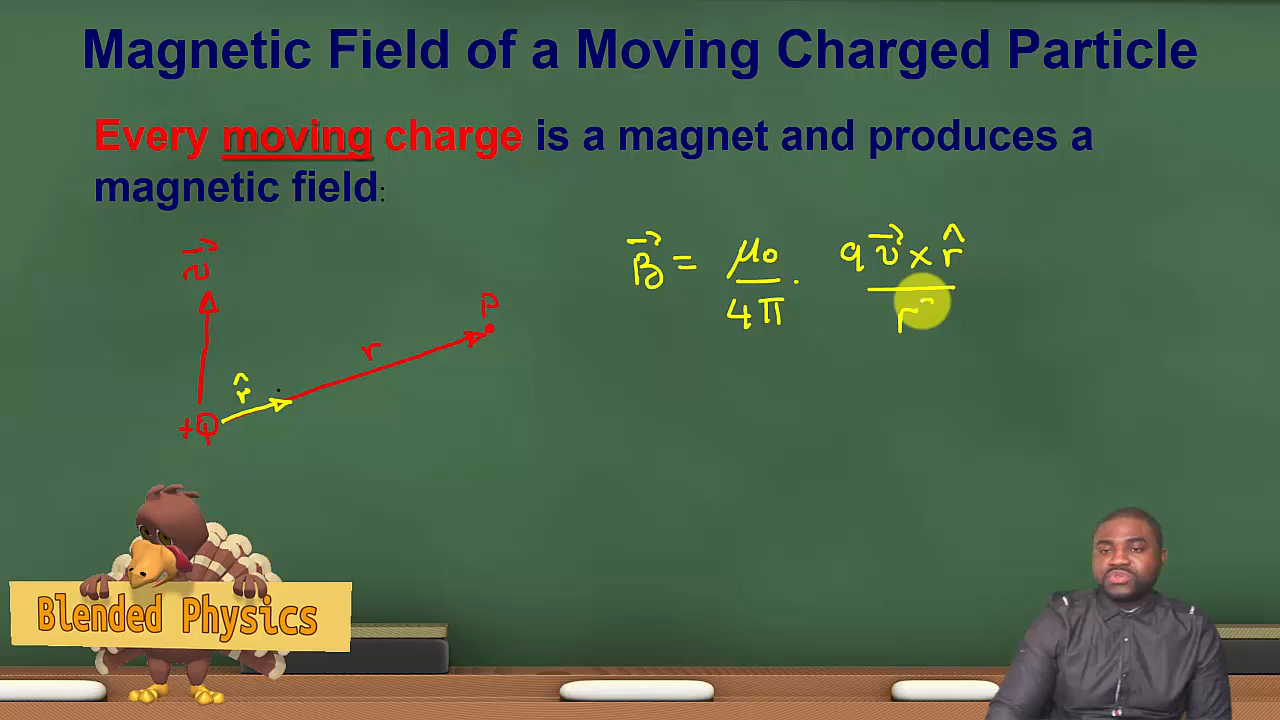 Magnetic Field of a Moving Charged Particle
Every moving charge is a magnet and produces a
magnetic field:
v⃗
P
r
r̂
+Q
B⃗ = μ₀/4π · q v⃗ × r̂/r²
Blended Physics